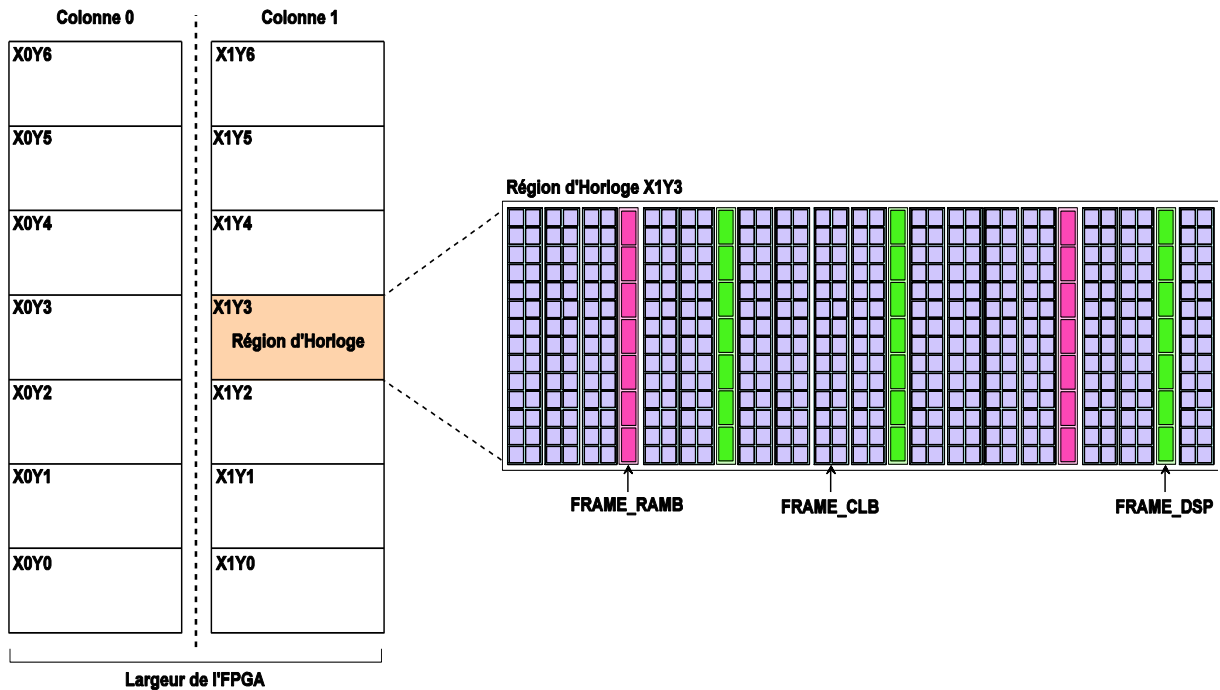 Colonne 0
Colonne 1
X0Y6
X1Y6
X0Y5
X1Y5
X0Y4
X1Y4
X0Y3
X1Y3
Région d'Horloge
X0Y2
X1Y2
X0Y1
X1Y1
X0Y0
X1Y0
Largeur de l'FPGA
Région d'Horloge X1Y3
FRAME_RAMB
FRAME_CLB
FRAME_DSP